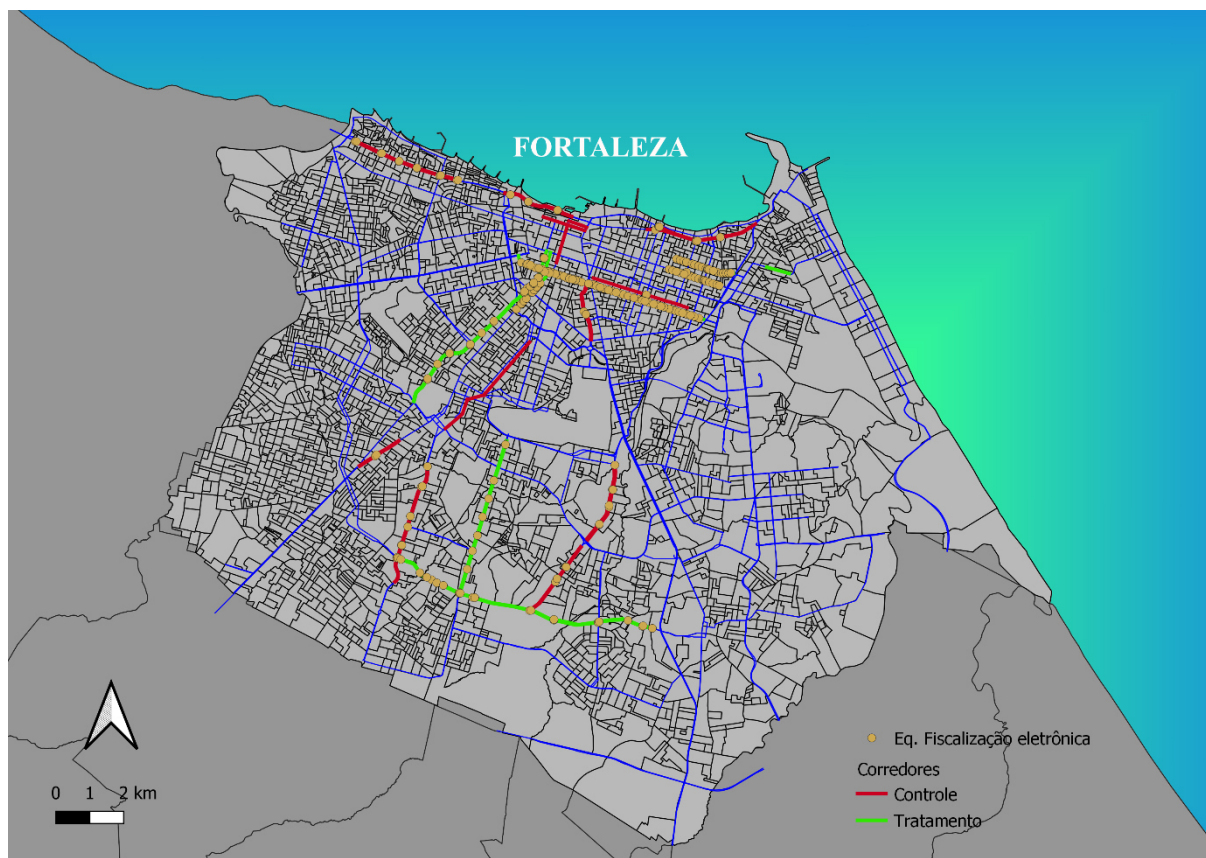 FORTALEZA
Eq. Fiscalização eletrônica
Corredores
Controle
Tratamento
0 1 2 km